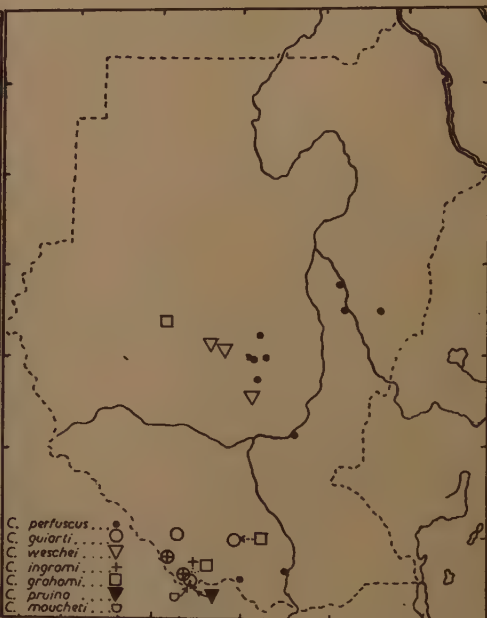 C. perfuscus...
C. guiarti....
C. weschei....
C. ingrami....
C. grahami....
C. pruina....
C. moucheti...